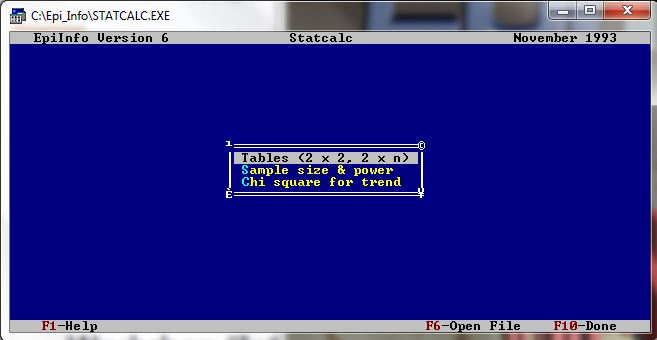 C:\Epi_Info\STATCALC.EXE
EpiInfo Version 6 Statcalc November 1993
Tables (2 x 2, 2 x n)
Sample size & power
Chi square for trend
F1-Help F6-Open File F10-Done